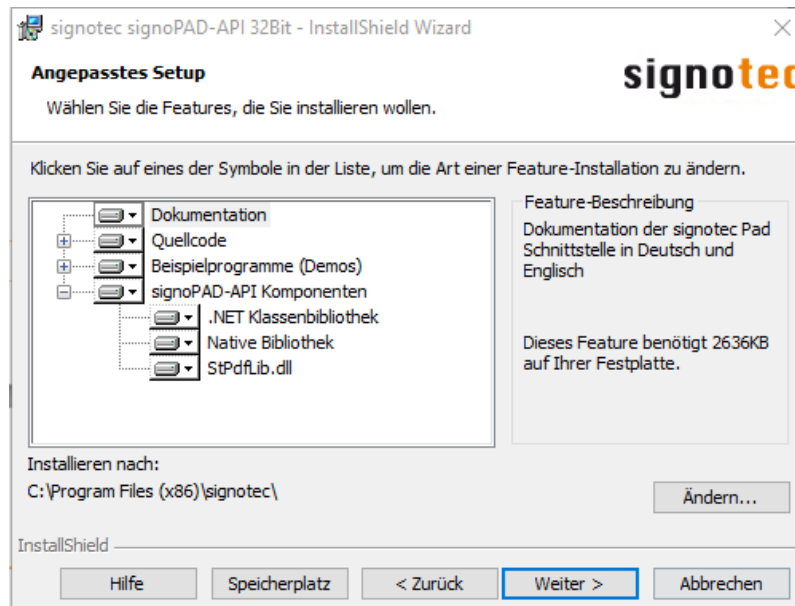 signotec signoPAD-API 32Bit - InstallShield Wizard
Angepasstes Setup
Wählen Sie die Features, die Sie installieren wollen.
signotec
Klicken Sie auf eines der Symbole in der Liste, um die Art einer Feature-Installation zu ändern.
Dokumentation
Quellcode
Beispielprogramme (Demos)
signoPAD-API Komponenten
.NET Klassenbibliothek
Native Bibliothek
StPdfLib.dll
Feature-Beschreibung
Dokumentation der signotec Pad
Schnittstelle in Deutsch und
Englisch
Dieses Feature benötigt 2636KB
auf Ihrer Festplatte.
Installieren nach:
C:\Program Files (x86)\signotec\
Ändern...
InstallShield
Hilfe
Speicherplatz
< Zurück
Weiter >
Abbrechen